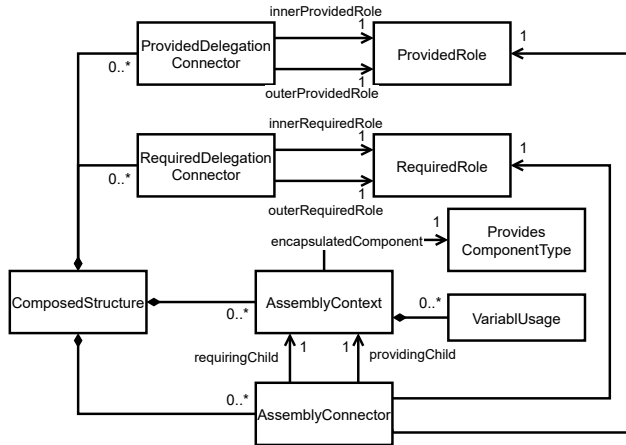 innerProvidedRole
1
ProvidedDelegation
Connector
ProvidedRole
1
0..*
1
outerProvidedRole
innerRequiredRole
1
RequiredDelegation
Connector
RequiredRole
1
0..*
1
outerRequiredRole
encapsulatedComponent
1
Provides
ComponentType
ComposedStructure
AssemblyContext
0..*
VariablUsage
0..*
requiringChild
1
1
providingChild
0..*
AssemblyConnector